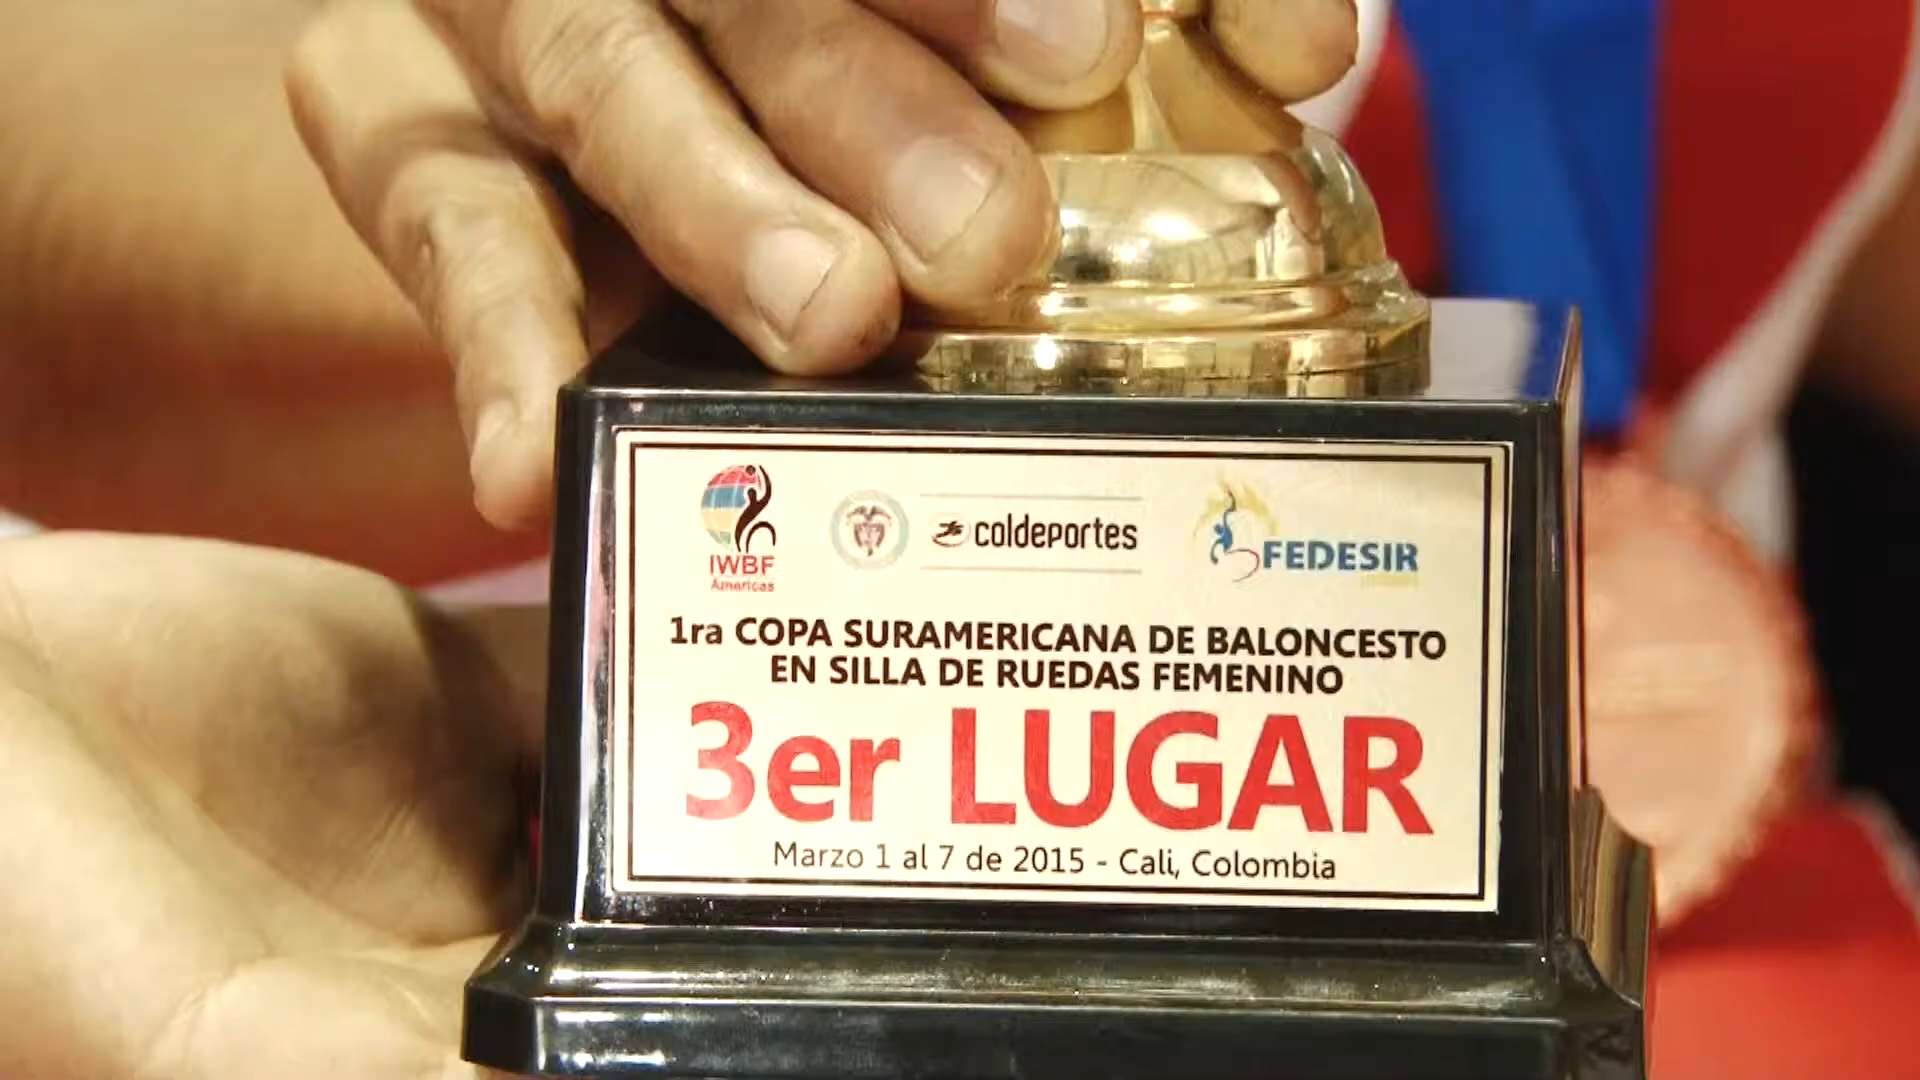 IWBF
Americas
coldeportes
FEDESIR
1ra COPA SURAMERICANA DE BALONCESTO
EN SILLA DE RUEDAS FEMENINO
3er LUGAR
Marzo 1 al 7 de 2015 - Cali, Colombia